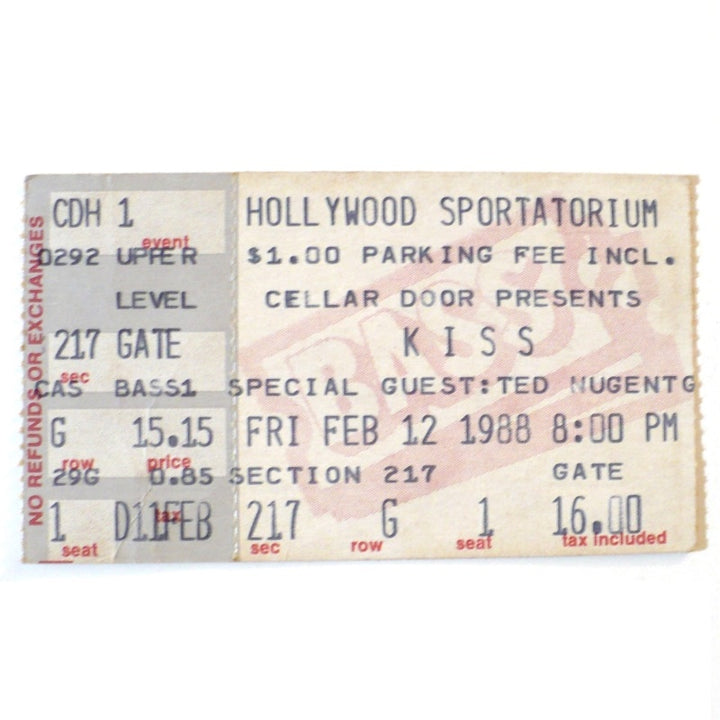 NO REFUNDS OR EXCHANGES
CDH 1
event
0292 UPPER
LEVEL
217 GATE
sec
CAS BASS1
G 15.15
row price
29G 0.85
tax
1 D11FEB
seat
HOLLYWOOD SPORTATORIUM
$1.00 PARKING FEE INCL.
CELLAR DOOR PRESENTS
KISS
SPECIAL GUEST:TED NUGENTG
FRI FEB 12 1988 8:00 PM
SECTION 217 GATE
217 G 1 16.00
sec row seat tax included
BASS